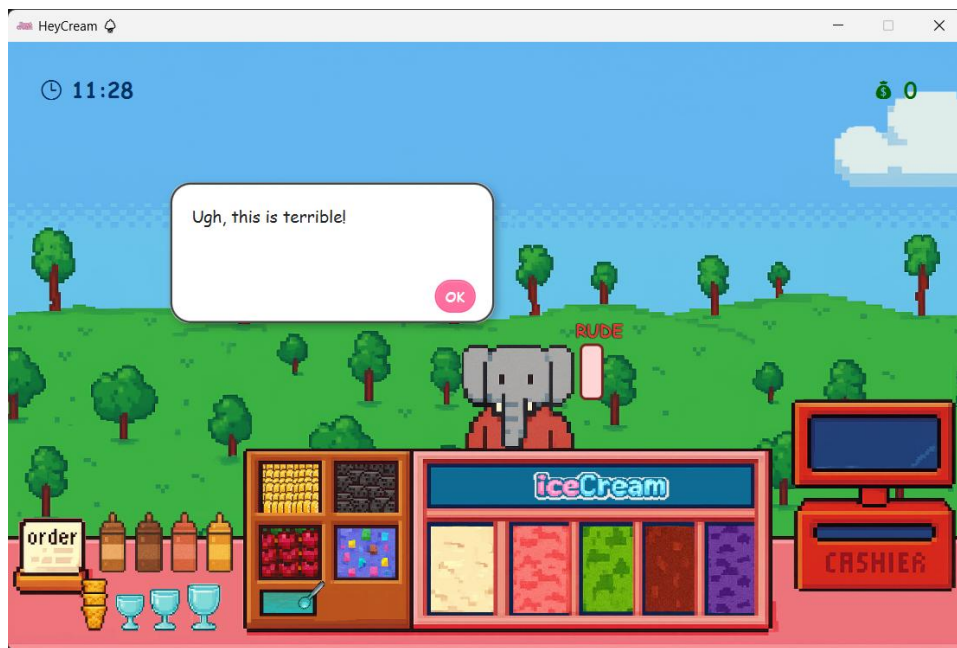 HeyCream
11:28
0
Ugh, this is terrible!
OK
RUDE
iceCream
order
CASHIER